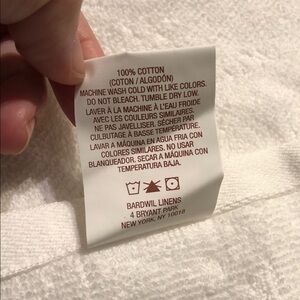 100% COTTON
(COTON / ALGODÓN)
MACHINE WASH COLD WITH LIKE COLORS.
DO NOT BLEACH. TUMBLE DRY LOW.
LAVER À LA MACHINE À L'EAU FROIDE
AVEC LES COULEURS SIMILAIRES.
NE PAS JAVELLISER. SÉCHER PAR
CULBUTAGE À BASSE TEMPÉRATURE.
LAVAR A MÁQUINA EN AGUA FRIA CON
COLORES SIMILARES. NO USAR
BLANQUEADOR. SECAR A MÁQUINA CON
TEMPERATURA BAJA.
BARDWIL LINENS
4 BRYANT PARK
NEW YORK, NY 10018